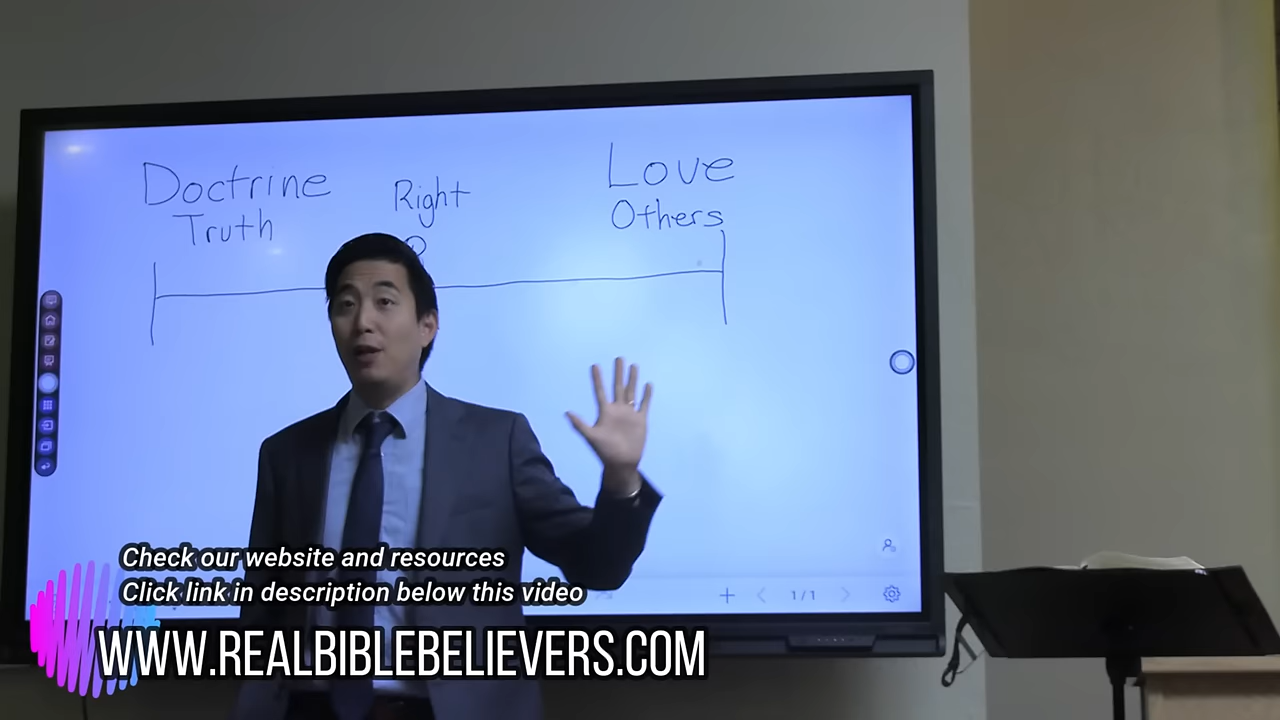 Doctrine
Truth
Right
Love
Others
1/1
Check our website and resources
Click link in description below this video
WWW.REALBIBLEBELIEVERS.COM